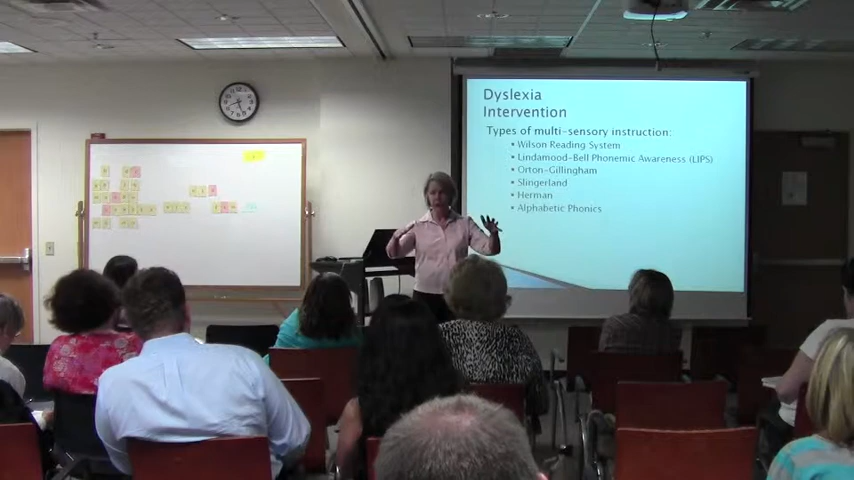 Dyslexia
Intervention
Types of multi-sensory instruction:
▪ Wilson Reading System
▪ Lindamood-Bell Phonemic Awareness (LIPS)
▪ Orton-Gillingham
▪ Slingerland
▪ Herman
▪ Alphabetic Phonics